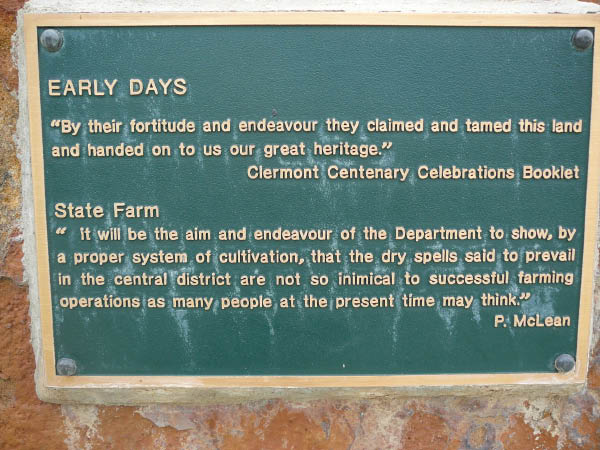 EARLY DAYS
"By their fortitude and endeavour they claimed and tamed this land
and handed on to us our great heritage."
Clermont Centenary Celebrations Booklet
State Farm
" It will be the aim and endeavour of the Department to show, by
a proper system of cultivation, that the dry spells said to prevail
in the central district are not so inimical to successful farming
operations as many people at the present time may think."
P. McLean